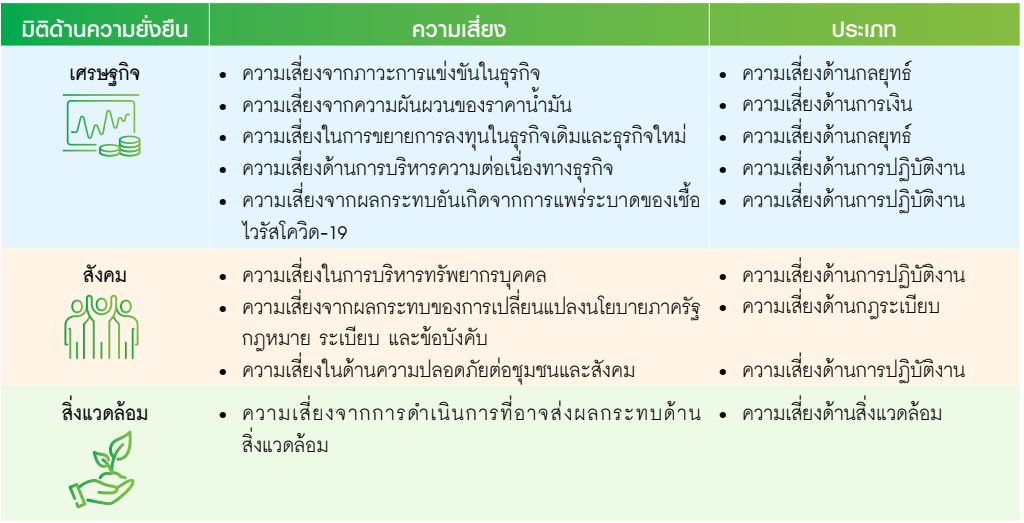 มิติด้านความยั่งยืน ความเสี่ยง ประเภท
เศรษฐกิจ
• ความเสี่ยงจากภาวะการแข่งขันในธุรกิจ • ความเสี่ยงด้านกลยุทธ์
• ความเสี่ยงจากความผันผวนของราคาน้ำมัน • ความเสี่ยงด้านการเงิน
• ความเสี่ยงในการขยายการลงทุนในธุรกิจเดิมและธุรกิจใหม่ • ความเสี่ยงด้านกลยุทธ์
• ความเสี่ยงด้านการบริหารความต่อเนื่องทางธุรกิจ • ความเสี่ยงด้านการปฏิบัติงาน
• ความเสี่ยงจากผลกระทบอันเกิดจากการแพร่ระบาดของเชื้อ • ความเสี่ยงด้านการปฏิบัติงาน
ไวรัสโควิด-19
สังคม
• ความเสี่ยงในการบริหารทรัพยากรบุคคล • ความเสี่ยงด้านการปฏิบัติงาน
• ความเสี่ยงจากผลกระทบของการเปลี่ยนแปลงนโยบายภาครัฐ • ความเสี่ยงด้านกฎระเบียบ
กฎหมาย ระเบียบ และข้อบังคับ
• ความเสี่ยงในด้านความปลอดภัยต่อชุมชนและสังคม • ความเสี่ยงด้านการปฏิบัติงาน
สิ่งแวดล้อม
• ความเสี่ยงจากการดำเนินการที่อาจส่งผลกระทบด้าน • ความเสี่ยงด้านสิ่งแวดล้อม
สิ่งแวดล้อม